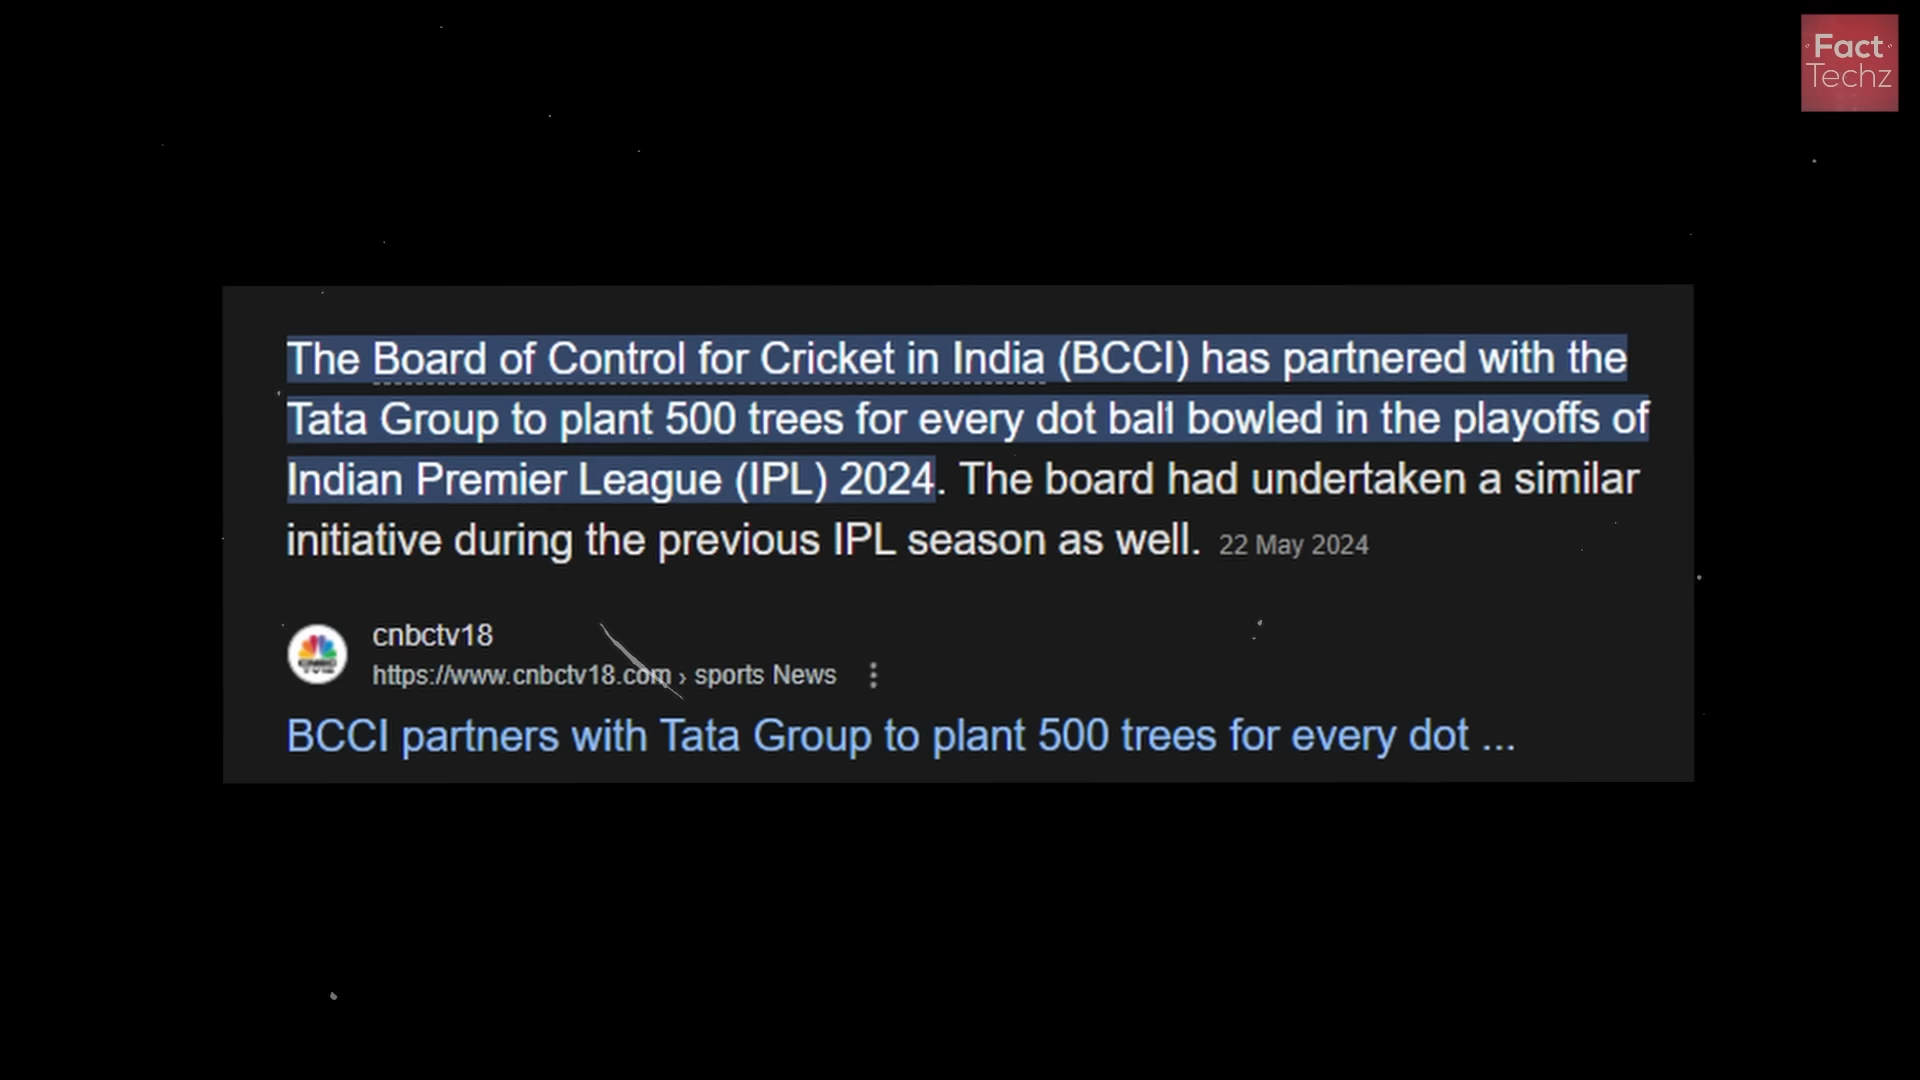 Fact
Techz
The Board of Control for Cricket in India (BCCI) has partnered with the
Tata Group to plant 500 trees for every dot ball bowled in the playoffs of
Indian Premier League (IPL) 2024. The board had undertaken a similar
initiative during the previous IPL season as well. 22 May 2024
cnbctv18
https://www.cnbctv18.com › sports News
BCCI partners with Tata Group to plant 500 trees for every dot ...